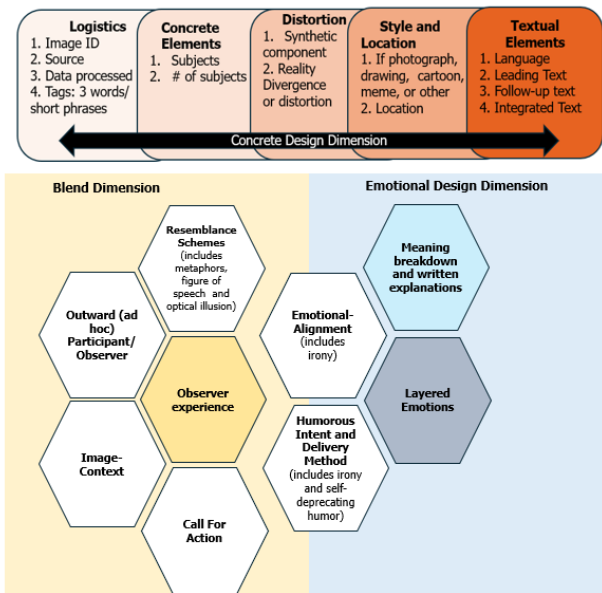 Logistics
1. Image ID
2. Source
3. Data processed
4. Tags: 3 words/
short phrases
Concrete
Elements
1. Subjects
2. # of subjects
Distortion
1. Synthetic
component
2. Reality
Divergence
or distortion
Style and
Location
1. If photograph,
drawing, cartoon,
meme, or other
2. Location
Textual
Elements
1. Language
2. Leading Text
3. Follow-up text
4. Integrated Text
Concrete Design Dimension
Blend Dimension
Emotional Design Dimension
Resemblance
Schemes
(includes
metaphors,
figure of
speech and
optical illusion)
Meaning
breakdown
and written
explanations
Outward (ad
hoc)
Participant/
Observer
Emotional-
Alignment
(includes
irony)
Observer
experience
Layered
Emotions
Image-
Context
Humorous
Intent and
Delivery
Method
(includes
irony and
self-
deprecating
humor)
Call For
Action